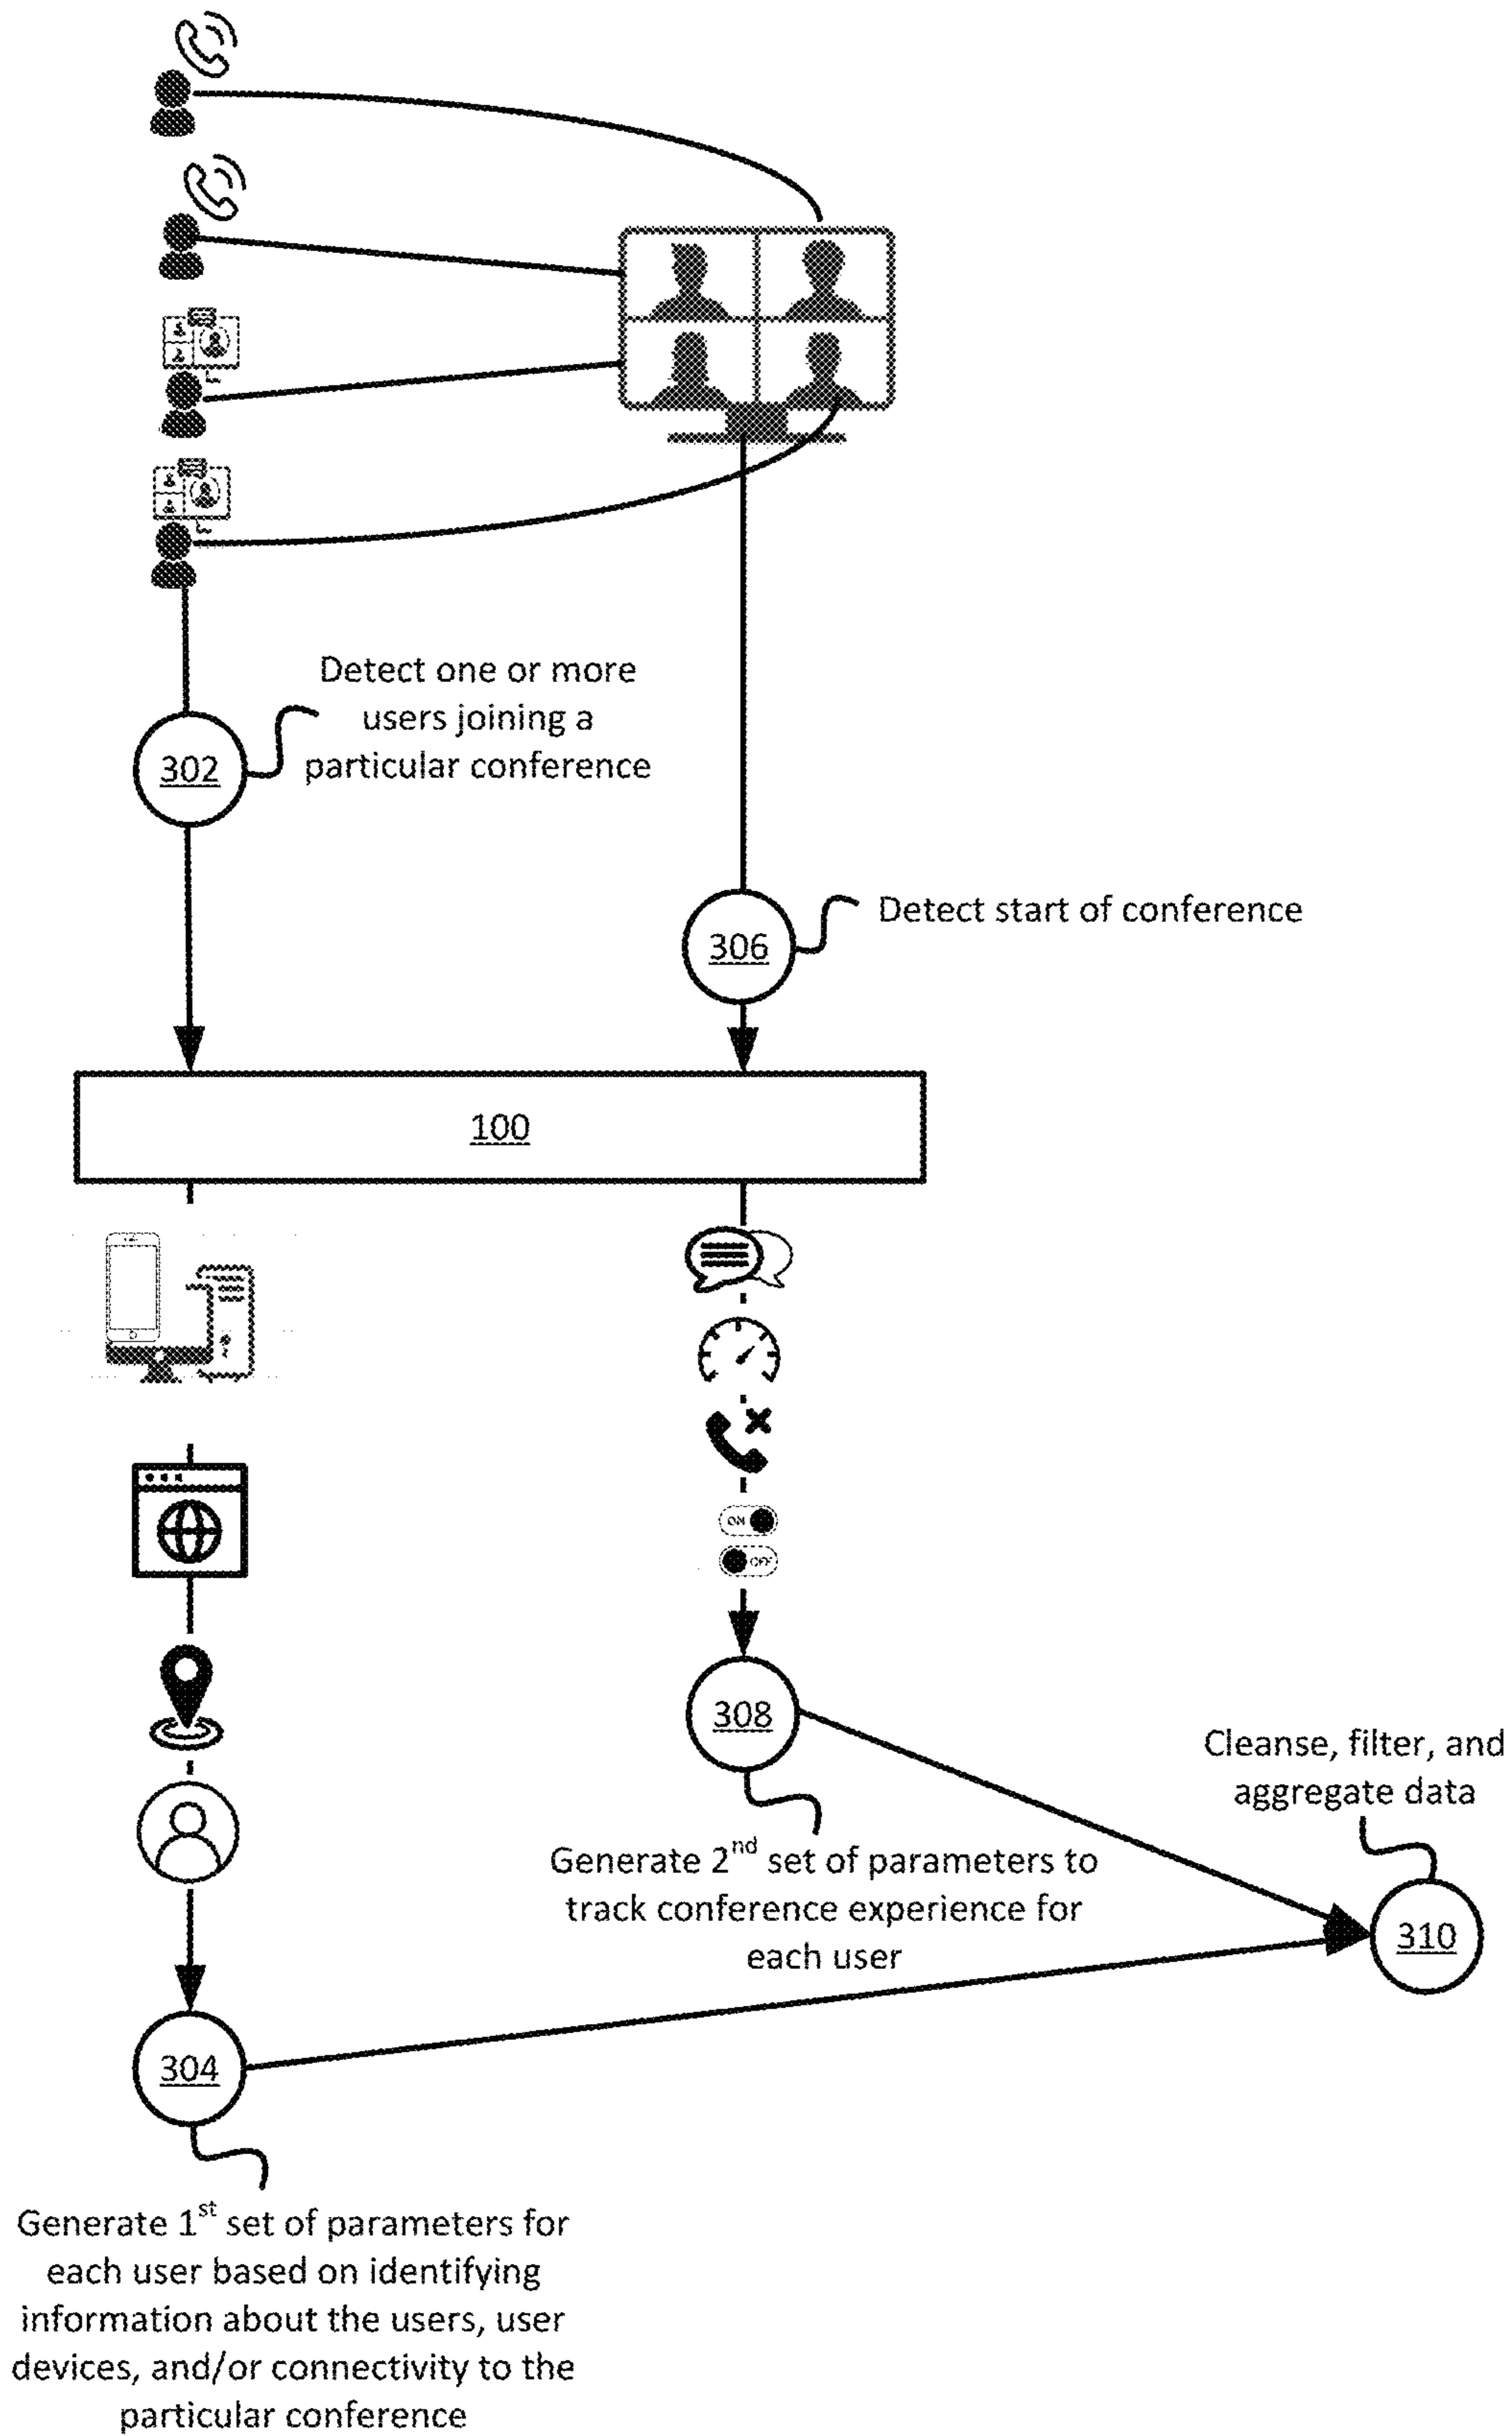 Detect one or more
users joining a
particular conference
302
Detect start of conference
306
100
ON
OFF
308
Cleanse, filter, and
aggregate data
Generate 2nd set of parameters to
track conference experience for
each user
310
304
Generate 1st set of parameters for
each user based on identifying
information about the users, user
devices, and/or connectivity to the
particular conference